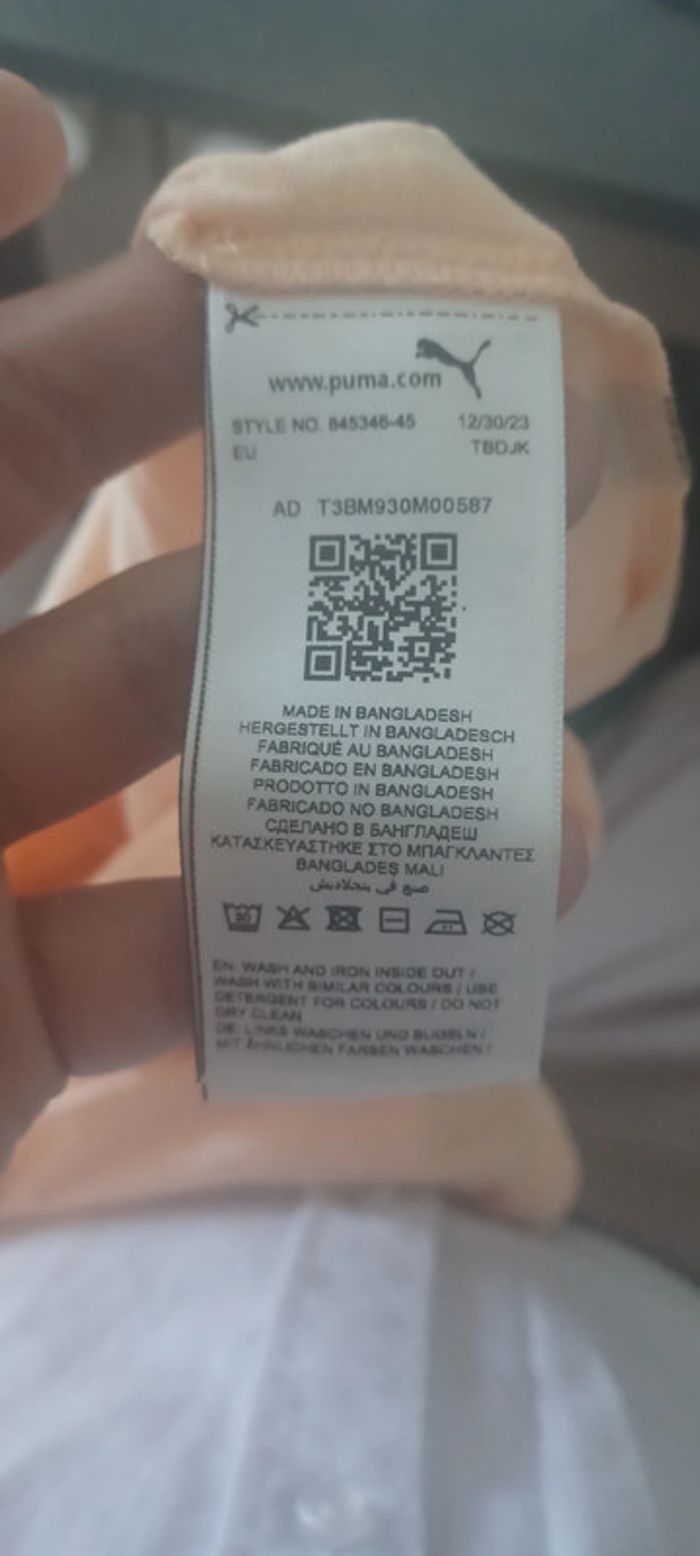 www.puma.com
STYLE NO. 845346-45 12/30/23
EU TBDJK
AD T3BM930M00587
MADE IN BANGLADESH
HERGESTELLT IN BANGLADESCH
FABRIQUÉ AU BANGLADESH
FABRICADO EN BANGLADESH
PRODOTTO IN BANGLADESH
FABRICADO NO BANGLADESH
СДЕЛАНО В БАНГЛАДЕШ
ΚΑΤΑΣΚΕΥΑΣΤΗΚΕ ΣΤΟ ΜΠΑΓΚΛΑΝΤΕΣ
BANGLADEŞ MALI
صنع في بنجلاديش
EN: WASH AND IRON INSIDE OUT /
WASH WITH SIMILAR COLOURS / USE
DETERGENT FOR COLOURS / DO NOT
DRY CLEAN
DE: LINKS WASCHEN UND BÜGELN /
MIT ÄHNLICHEN FARBEN WASCHEN /